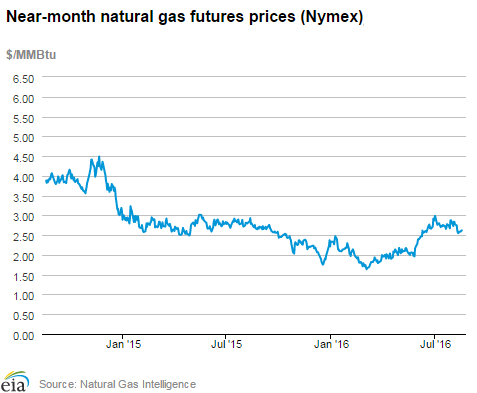 Near-month natural gas futures prices (Nymex)
$/MMBtu
6.50
6.00
5.50
5.00
4.50
4.00
3.50
3.00
2.50
2.00
1.50
1.00
0.50
0.00
Jan '15
Jul '15
Jan '16
Jul '16
eia
Source: Natural Gas Intelligence